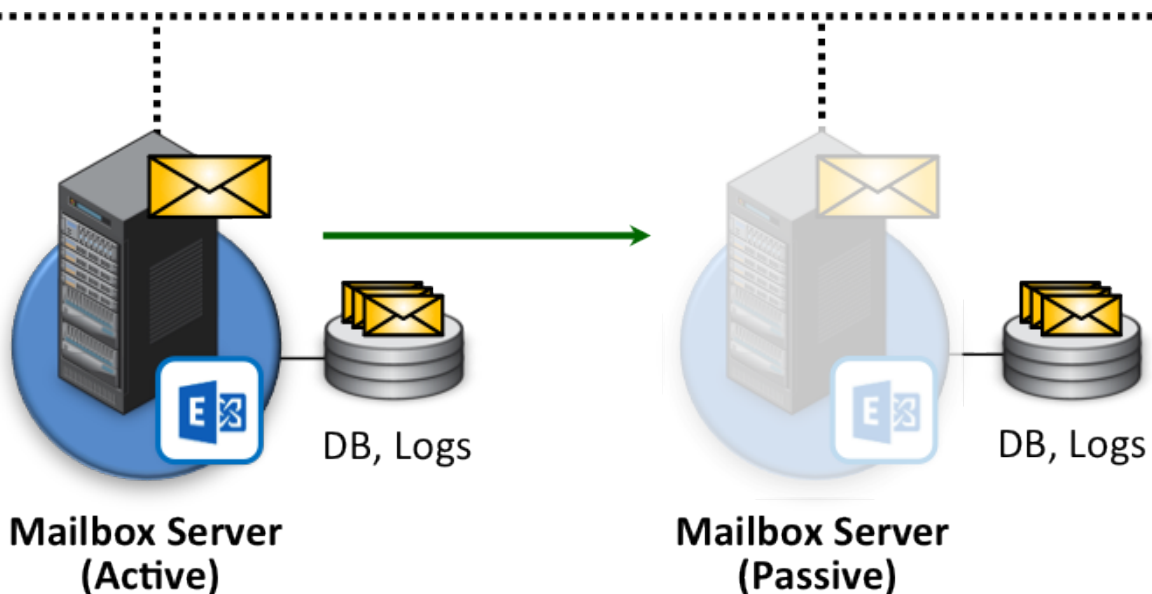 E
DB, Logs
Mailbox Server
(Active)
E
DB, Logs
Mailbox Server
(Passive)